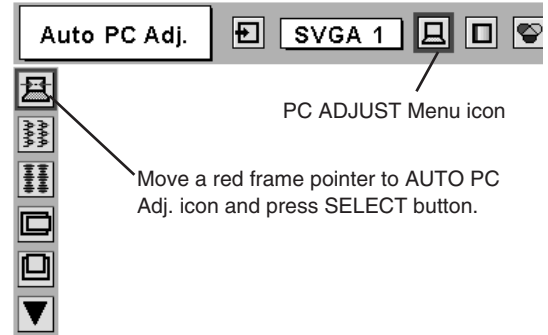 Auto PC Adj.
SVGA 1
PC ADJUST Menu icon
Move a red frame pointer to AUTO PC
Adj. icon and press SELECT button.